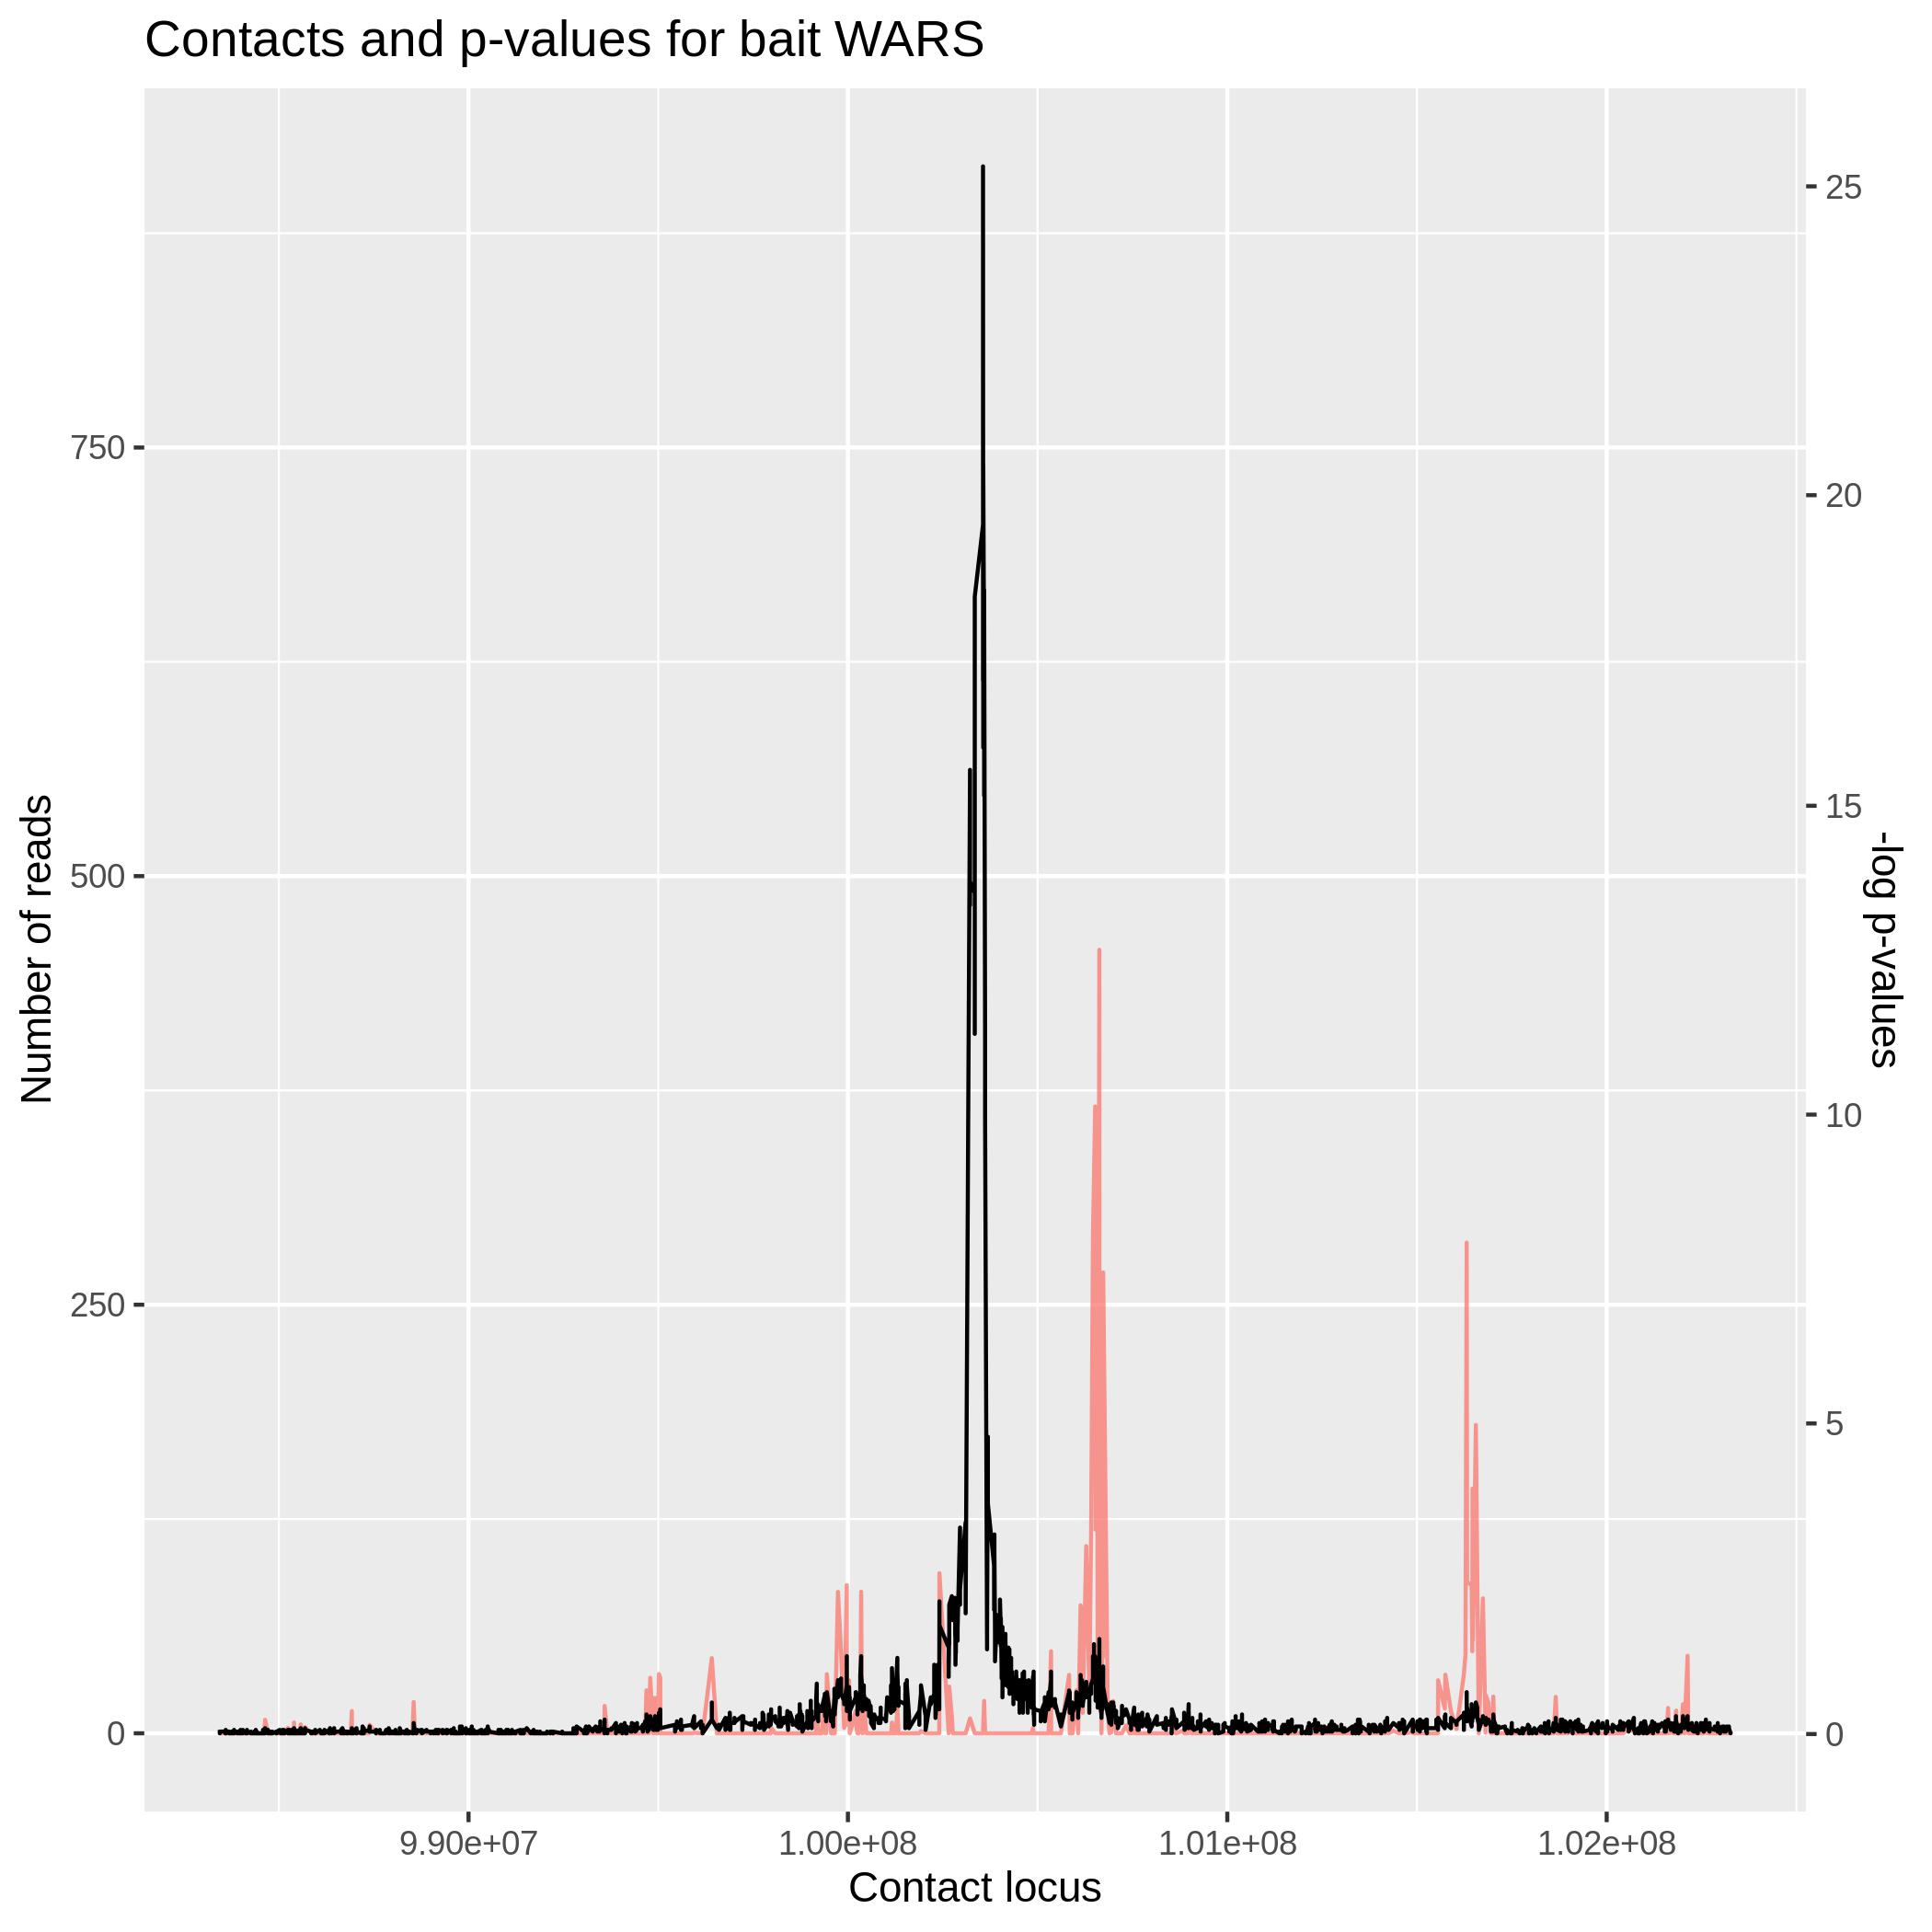 Contacts and p-values for bait WARS
Number of reads
750
500
250
0
25
20
15
10
5
0
-log p-values
9.90e+07
1.00e+08
1.01e+08
1.02e+08
Contact locus